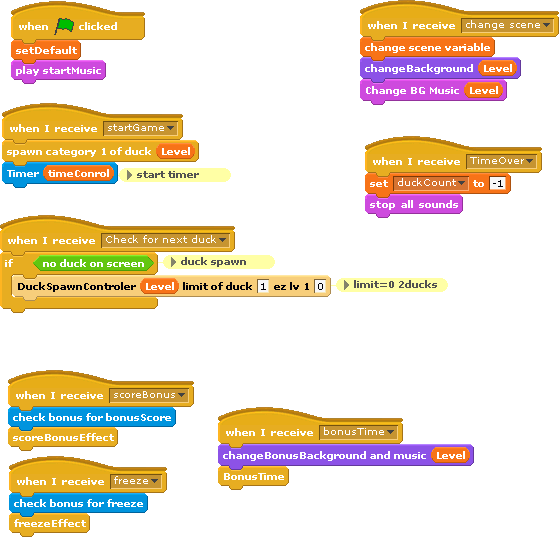 when clicked
setDefault
play startMusic
when I receive startGame
spawn category 1 of duck Level
Timer timeConrol start timer
when I receive Check for next duck
if no duck on screen duck spawn
DuckSpawnControler Level limit of duck 1 ez lv 1 0 limit=0 2ducks
when I receive scoreBonus
check bonus for bonusScore
scoreBonusEffect
when I receive freeze
check bonus for freeze
freezeEffect
when I receive change scene
change scene variable
changeBackground Level
Change BG Music Level
when I receive TimeOver
set duckCount to -1
stop all sounds
when I receive bonusTime
changeBonusBackground and music Level
BonusTime